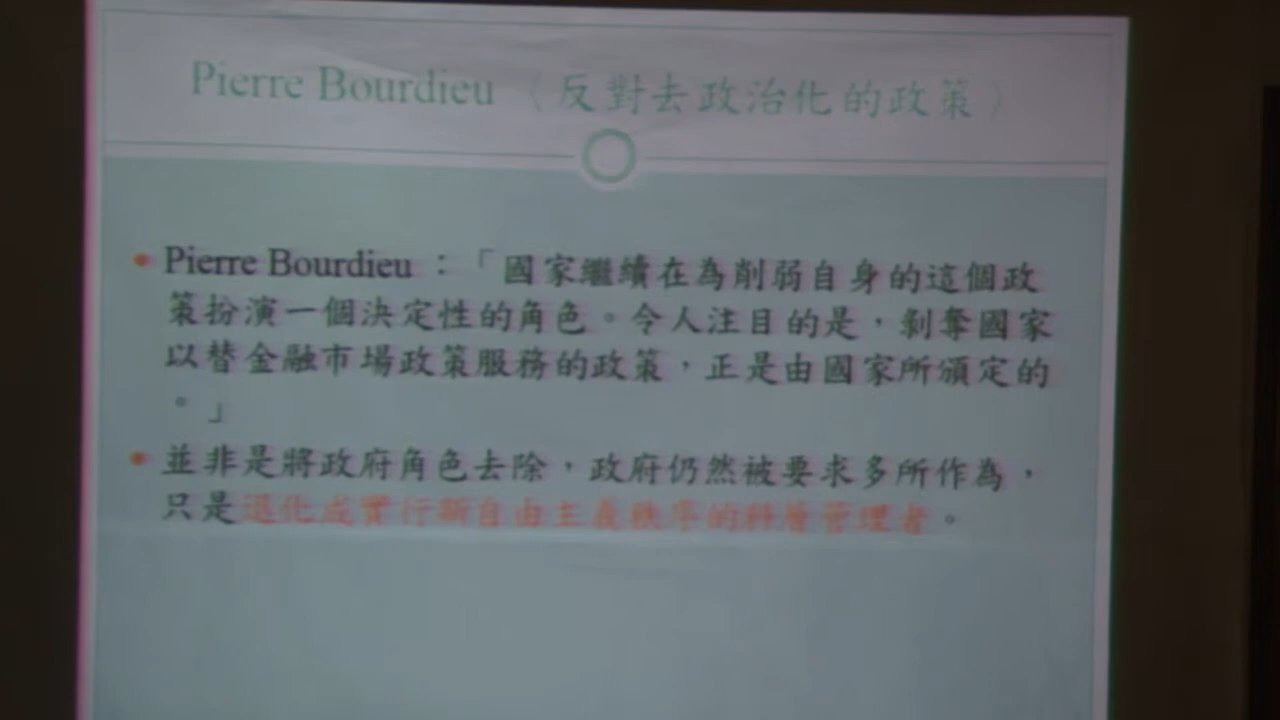 Pierre Bourdieu〈反對去政治化的政策〉
Pierre Bourdieu：「國家繼續在為削弱自身的這個政
策扮演一個決定性的角色。令人注目的是，剝奪國家
以替金融市場政策服務的政策，正是由國家所頒定的
。」
並非是將政府角色去除，政府仍然被要求多所作為，
只是退化成實行新自由主義秩序的科層管理者。